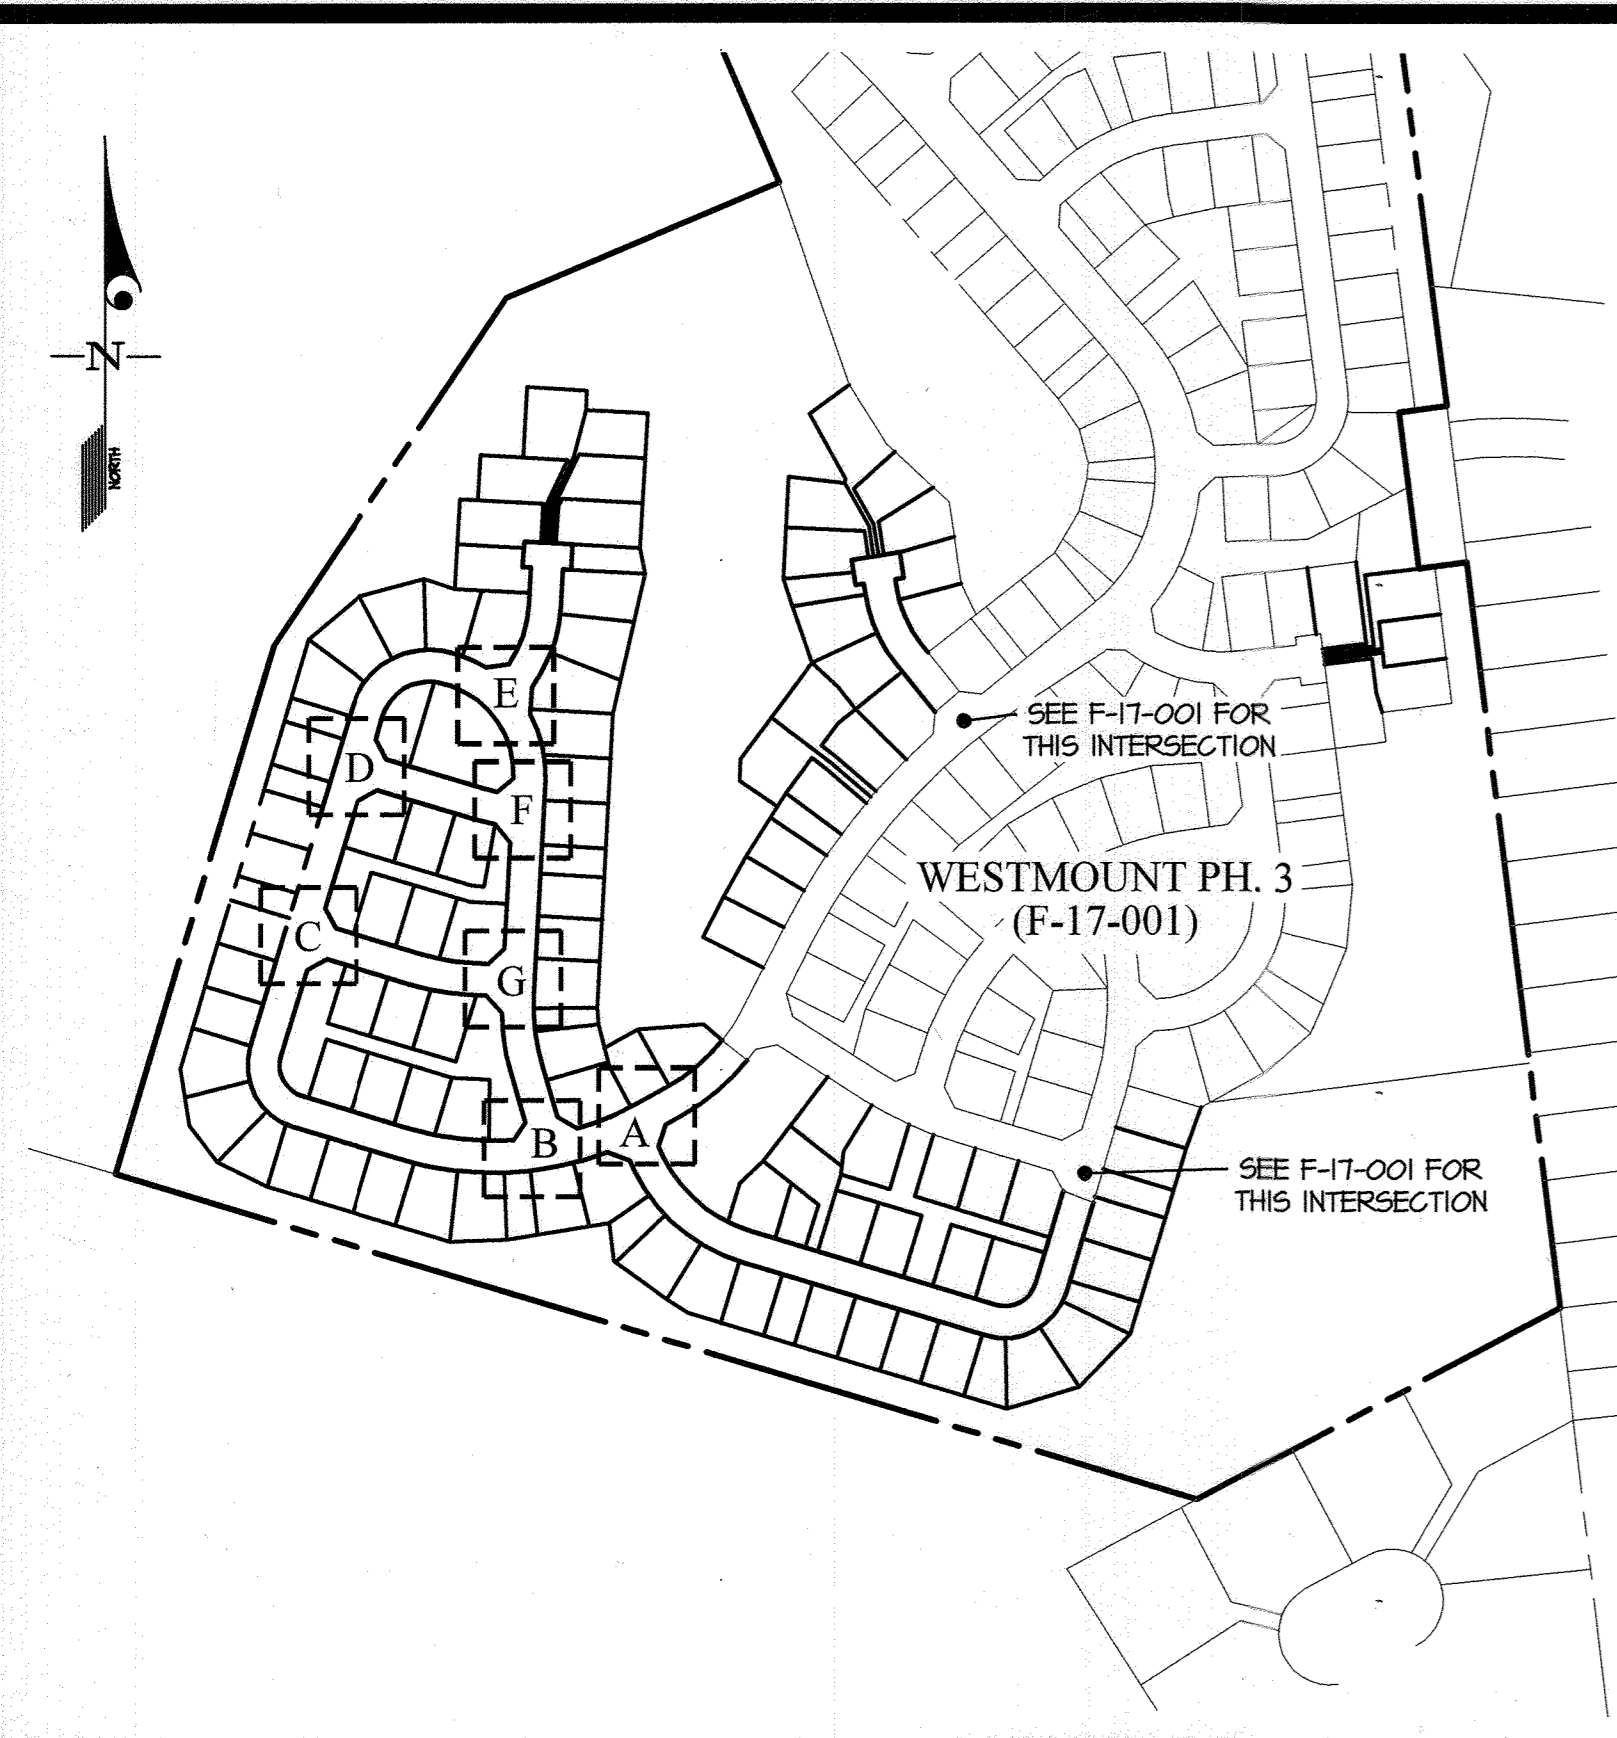 N
NORTH
E
SEE F-17-001 FOR
THIS INTERSECTION
D
F
WESTMOUNT PH. 3
(F-17-001)
C
G
A
B
SEE F-17-001 FOR
THIS INTERSECTION